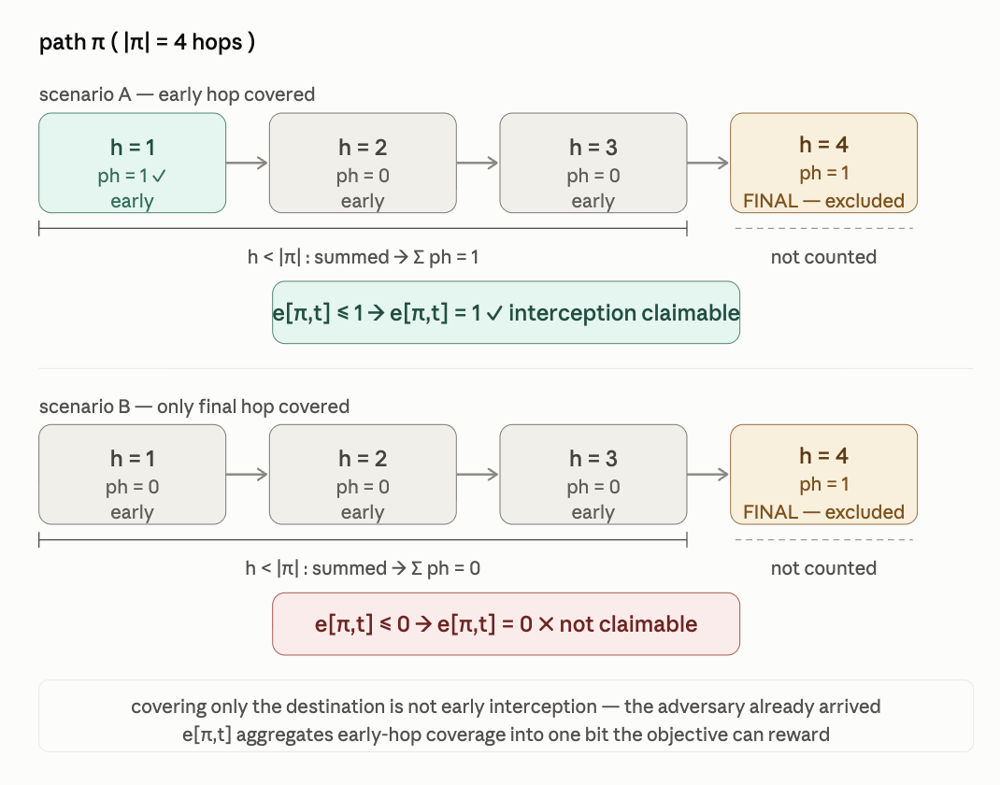 path π ( |π| = 4 hops )
scenario A — early hop covered
h = 1
ph = 1 ✓
early
h = 2
ph = 0
early
h = 3
ph = 0
early
h = 4
ph = 1
FINAL — excluded
h < |π| : summed → Σ ph = 1
not counted
e[π,t] ≤ 1 → e[π,t] = 1 ✓ interception claimable
scenario B — only final hop covered
h = 1
ph = 0
early
h = 2
ph = 0
early
h = 3
ph = 0
early
h = 4
ph = 1
FINAL — excluded
h < |π| : summed → Σ ph = 0
not counted
e[π,t] ≤ 0 → e[π,t] = 0 ✕ not claimable
covering only the destination is not early interception — the adversary already arrived
e[π,t] aggregates early-hop coverage into one bit the objective can reward